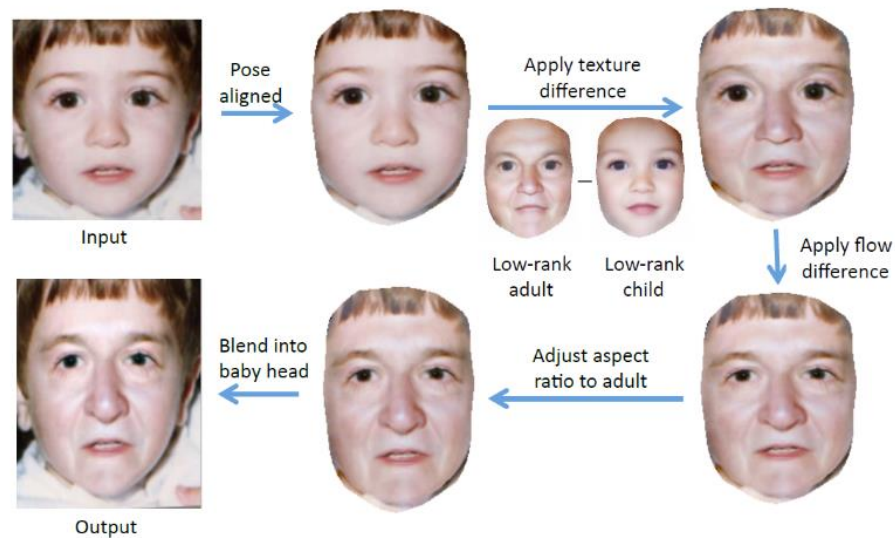 Pose
aligned
Apply texture
difference
Input
Low-rank
adult
–
Low-rank
child
Apply flow
difference
Adjust aspect
ratio to adult
Blend into
baby head
Output